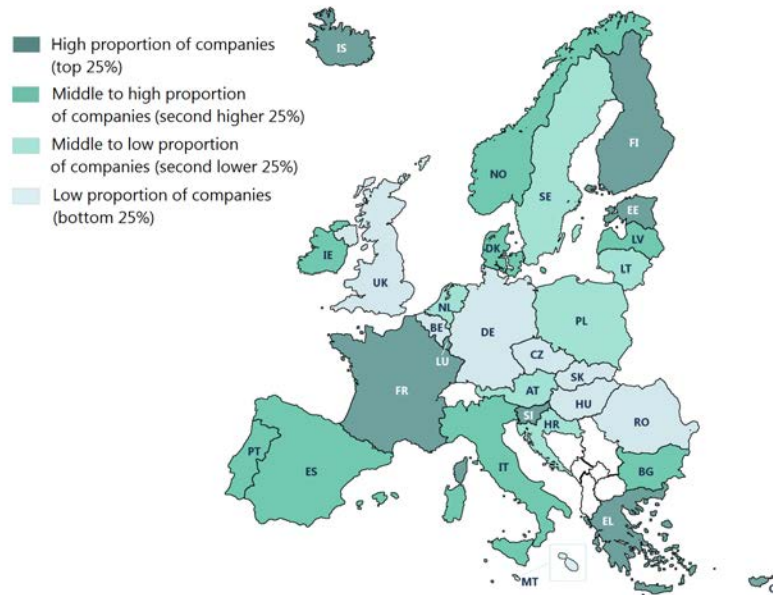 High proportion of companies
(top 25%)
Middle to high proportion
of companies (second higher 25%)
Middle to low proportion
of companies (second lower 25%)
Low proportion of companies
(bottom 25%)
IS
FI
NO
SE
EE
LV
DK
LT
IE
UK
NL
BE
DE
PL
LU
CZ
SK
FR
AT
HU
SI
HR
RO
PT
ES
IT
BG
EL
MT